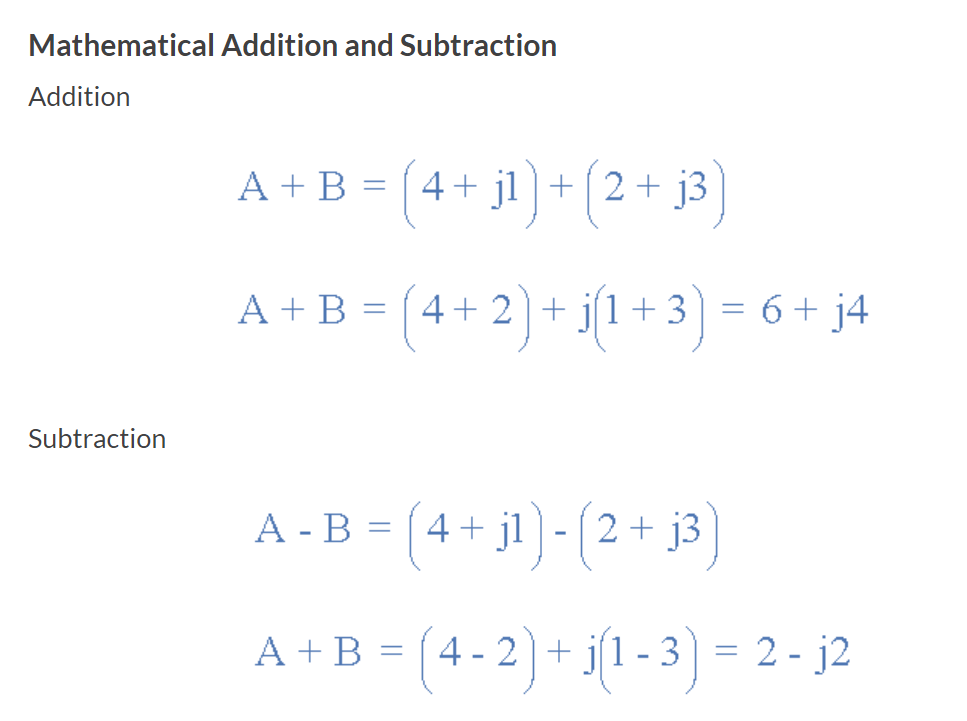 Mathematical Addition and Subtraction
Addition
A + B = (4 + j1) + (2 + j3)
A + B = (4 + 2) + j(1 + 3) = 6 + j4
Subtraction
A - B = (4 + j1) - (2 + j3)
A + B = (4 - 2) + j(1 - 3) = 2 - j2